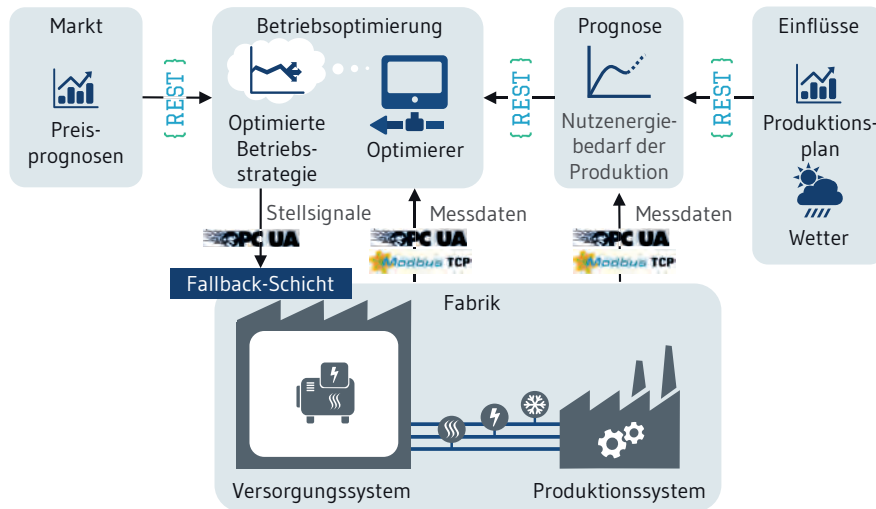 Markt
Preis-
prognosen
{REST}
Betriebsoptimierung
Optimierte
Betriebs-
strategie
Optimierer
{REST}
Prognose
Nutzenergie-
bedarf der
Produktion
{REST}
Einflüsse
Produktions-
plan
Wetter
Stellsignale
OPC UA
Messdaten
OPC UA
Modbus TCP
Messdaten
OPC UA
Modbus TCP
Fallback-Schicht
Fabrik
Versorgungssystem
Produktionssystem